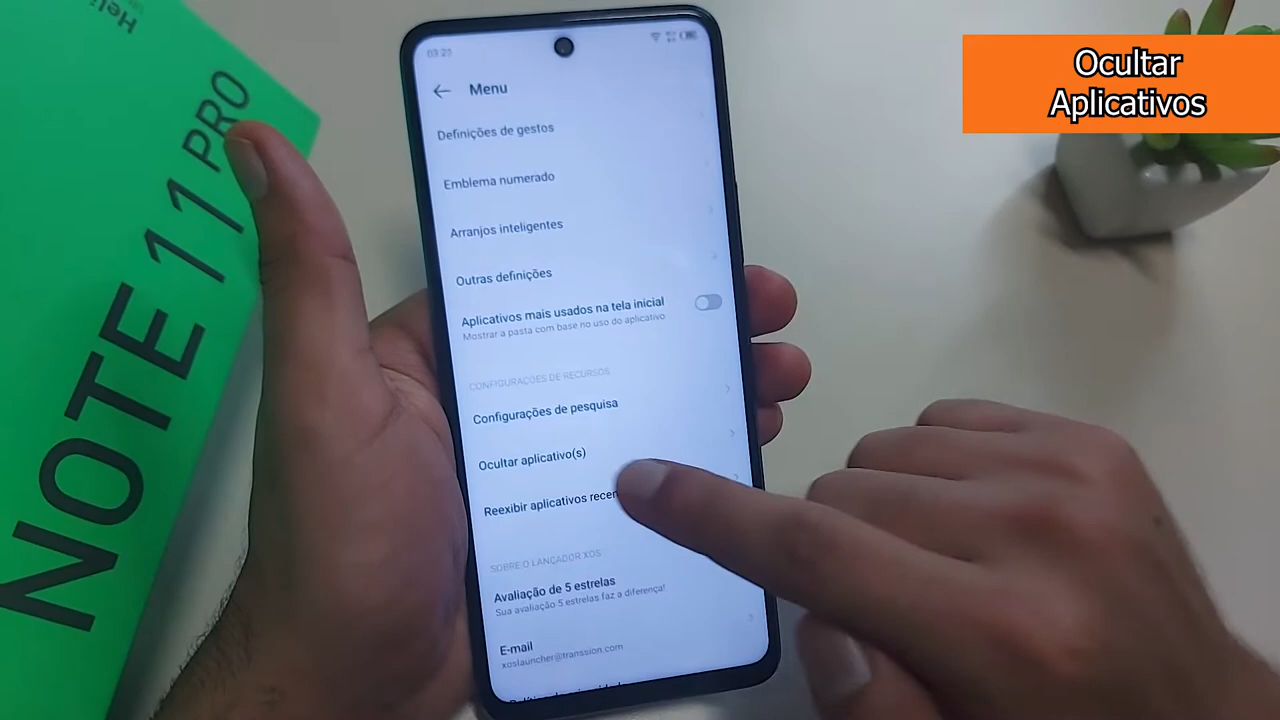 Ocultar
Aplicativos
Heli
NOTE 11 PRO
03:25
Menu
Definições de gestos
Emblema numerado
Arranjos inteligentes
Outras definições
Aplicativos mais usados na tela inicial
Mostrar a pasta com base no uso do aplicativo
CONFIGURAÇÕES DE RECURSOS
Configurações de pesquisa
Ocultar aplicativo(s)
Reexibir aplicativos recen
SOBRE O LANÇADOR XOS
Avaliação de 5 estrelas
Sua avaliação 5 estrelas faz a diferença!
E-mail
xoslauncher@transsion.com